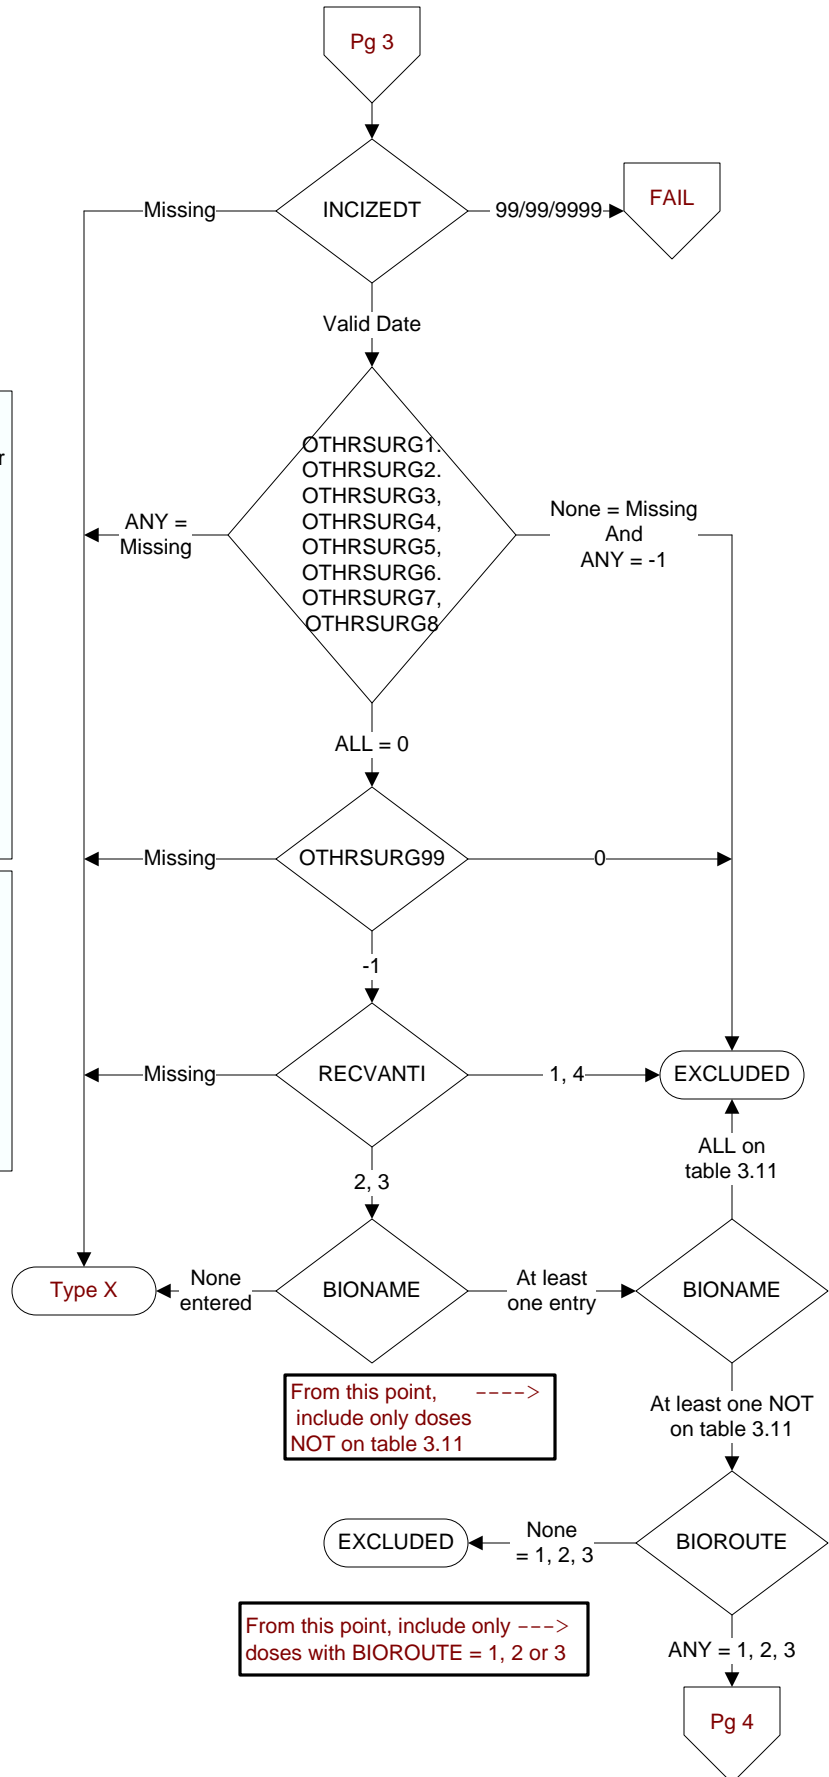 Pg 3
INCIZEDT
Missing
99/99/9999
FAIL
Valid Date
r
OTHRSURG1.
OTHRSURG2.
OTHRSURG3,
OTHRSURG4,
OTHRSURG5,
OTHRSURG6.
OTHRSURG7,
OTHRSURG8
ANY =
Missing
None = Missing
And
ANY = -1
ALL = 0
Missing
OTHRSURG99
0
-1
Missing
RECVANTI
1, 4
EXCLUDED
2, 3
ALL on
table 3.11
Type X
None
entered
BIONAME
At least
one entry
BIONAME
From this point, ---->
include only doses
NOT on table 3.11
At least one NOT
on table 3.11
EXCLUDED
None
= 1, 2, 3
BIOROUTE
From this point, include only --->
doses with BIOROUTE = 1, 2 or 3
ANY = 1, 2, 3
Pg 4